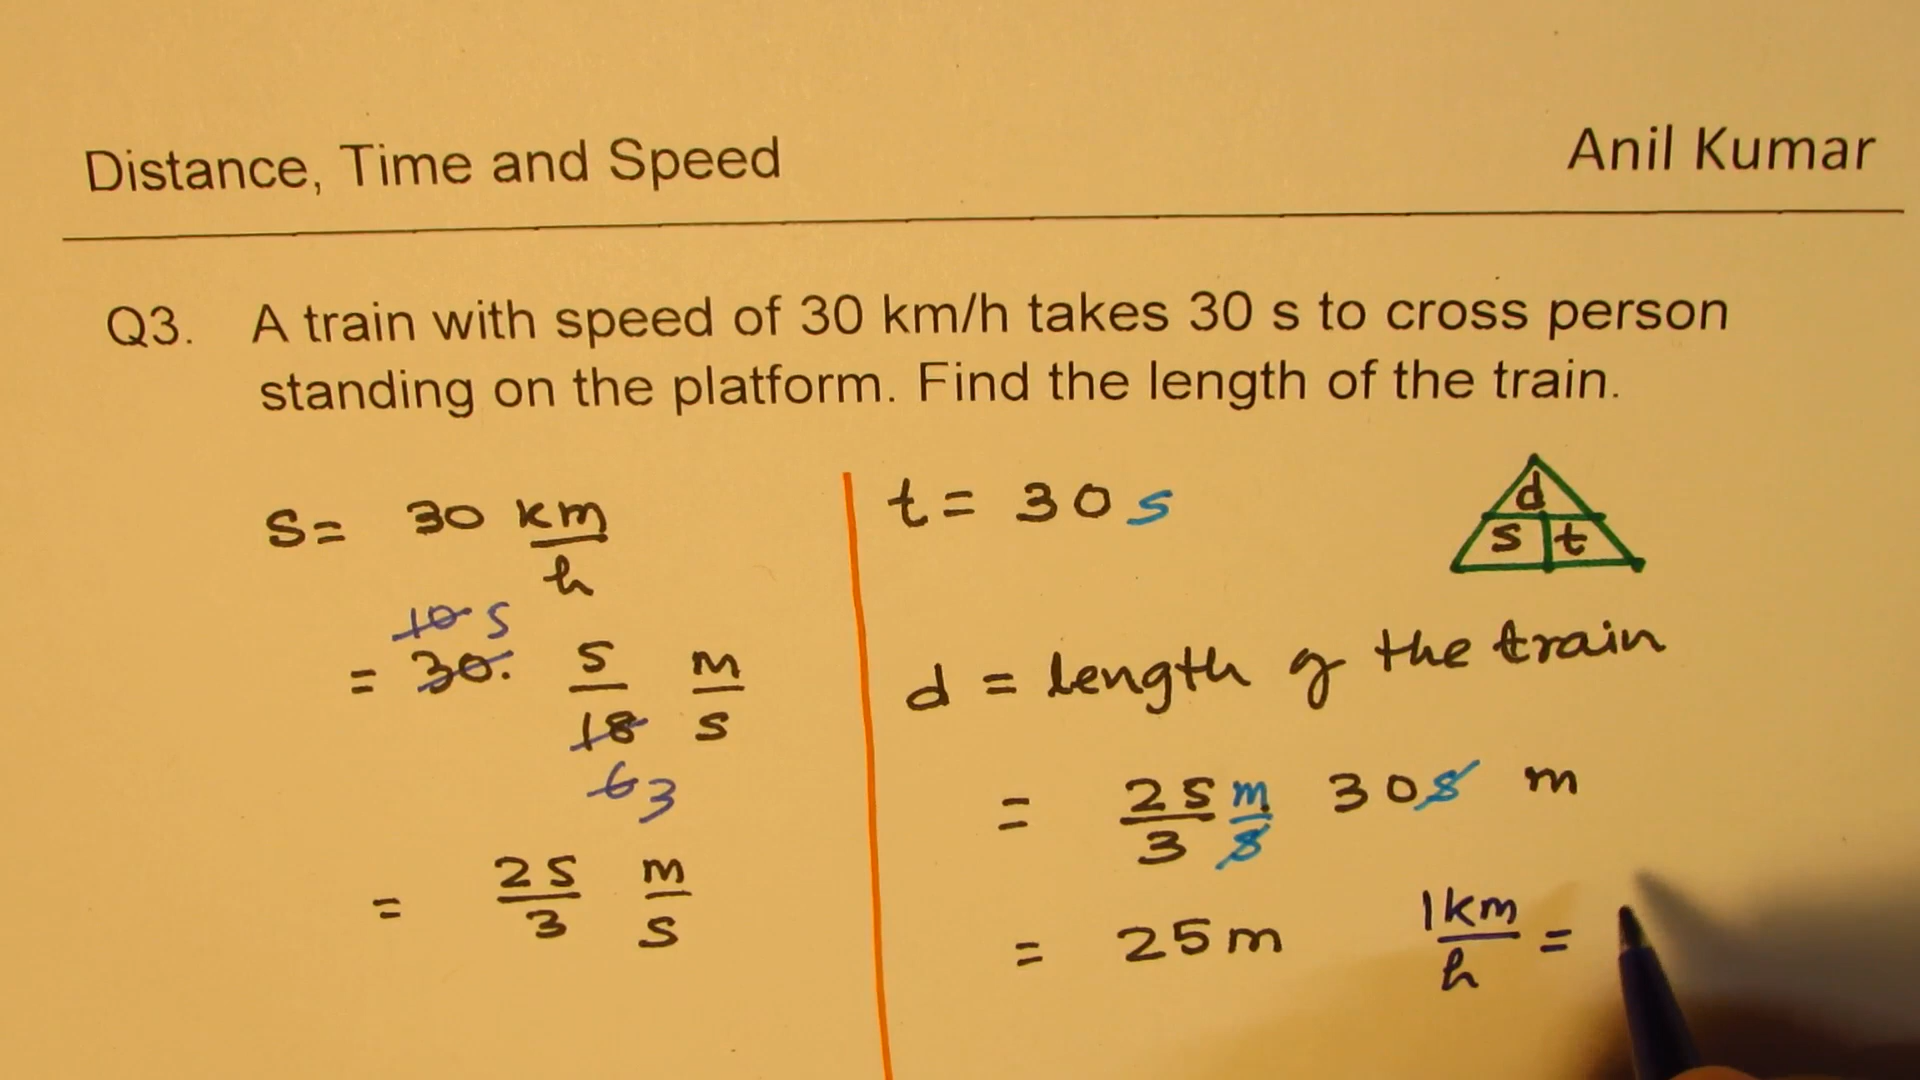 Distance, Time and Speed
Anil Kumar
Q3. A train with speed of 30 km/h takes 30 s to cross person
standing on the platform. Find the length of the train.
S = 30 km/h
10 5
= 30. 5/18 m/s
6 3
= 25/3 m/s
t = 30 s
d
s t
d = length of the train
= 25/3 m/s 30 s m
= 25 m
1 km/h =